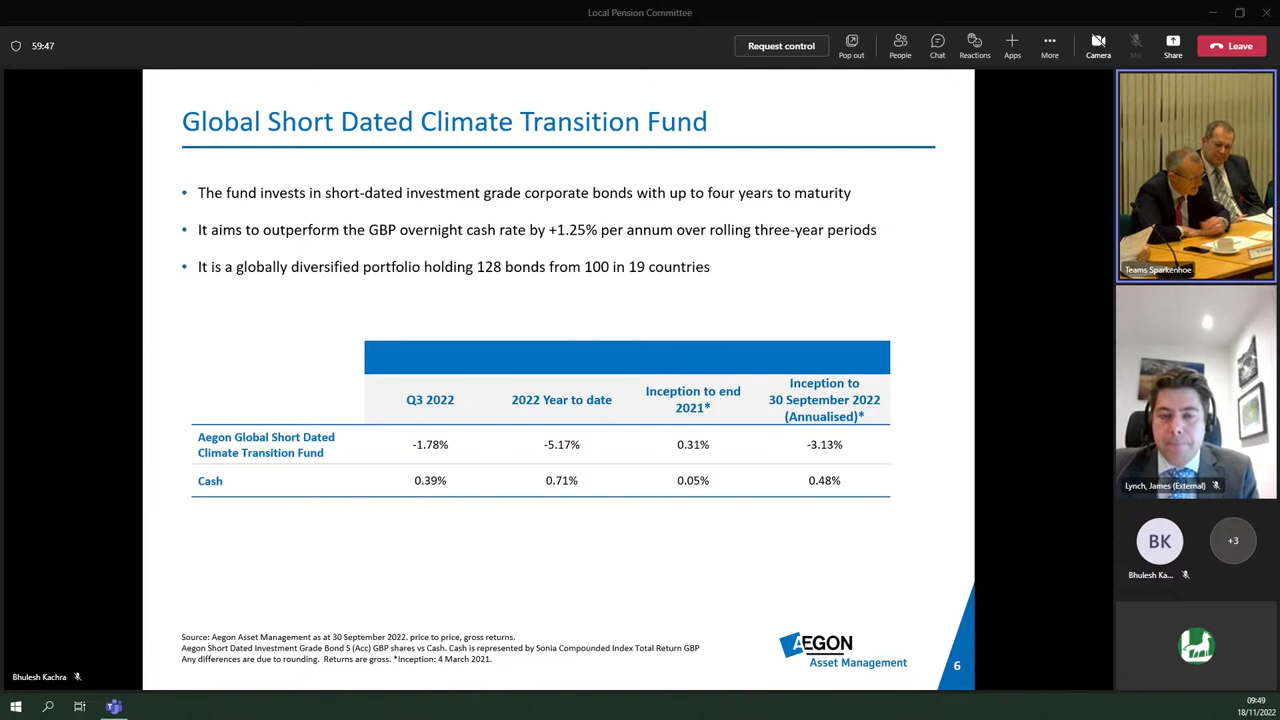 Local Pension Committee
59:47
Request control
Pop out
People
Chat
Reactions
Apps
More
Camera
Mic
Share
Leave
Global Short Dated Climate Transition Fund
• The fund invests in short-dated investment grade corporate bonds with up to four years to maturity
• It aims to outperform the GBP overnight cash rate by +1.25% per annum over rolling three-year periods
• It is a globally diversified portfolio holding 128 bonds from 100 in 19 countries
Q3 2022
2022 Year to date
Inception to end
2021*
Inception to
30 September 2022
(Annualised)*
Aegon Global Short Dated
Climate Transition Fund
-1.78%
-5.17%
0.31%
-3.13%
Cash
0.39%
0.71%
0.05%
0.48%
Source: Aegon Asset Management as at 30 September 2022. price to price, gross returns.
Aegon Short Dated Investment Grade Bond S (Acc) GBP shares vs Cash. Cash is represented by Sonia Compounded Index Total Return GBP
Any differences are due to rounding. Returns are gross. *Inception: 4 March 2021.
AEGON
Asset Management
6
Bhulesh Kachra
Teams Sparkenhoe
Lynch, James (External)
BK
+3
Bhulesh Ka...
09:49
18/11/2022